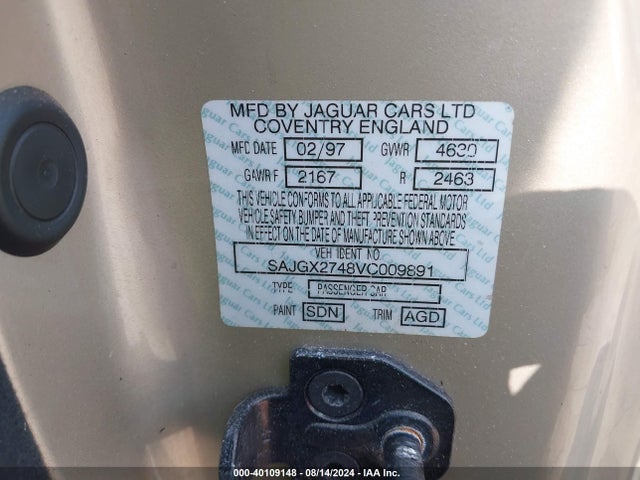 MFD BY JAGUAR CARS LTD
COVENTRY ENGLAND
MFC DATE 02/97 GVWR 4630
GAWR F 2167 R 2463
THIS VEHICLE CONFORMS TO ALL APPLICABLE FEDERAL MOTOR
VEHICLE SAFETY, BUMPER AND THEFT PREVENTION STANDARDS
IN EFFECT ON THE DATE OF MANUFACTURE SHOWN ABOVE
VEH IDENT NO.
SAJGX2748VC009891
TYPE PASSENGER CAR
PAINT SDN TRIM AGD
000-40109148 - 08/14/2024 - IAA Inc.